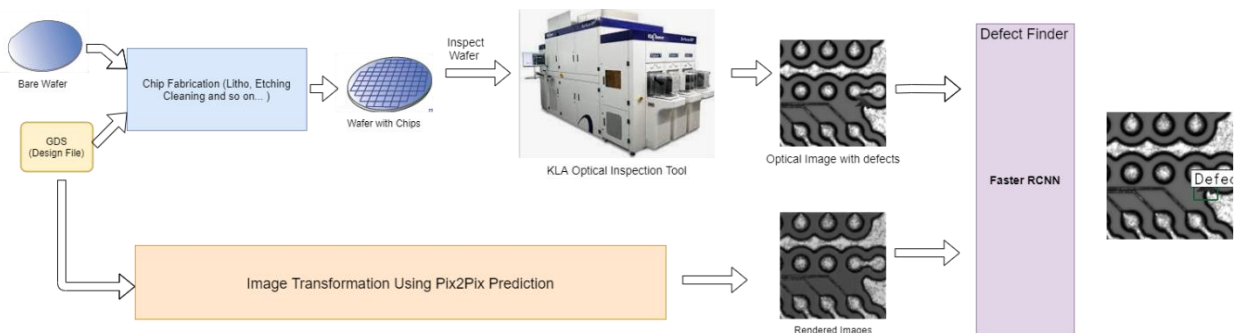 Bare Wafer
GDS
(Design File)
Chip Fabrication (Litho, Etching
Cleaning and so on... )
Wafer with Chips
Inspect
Wafer
KLA Optical Inspection Tool
Optical Image with defects
Defect Finder
Faster RCNN
Defec
Image Transformation Using Pix2Pix Prediction
Rendered Images